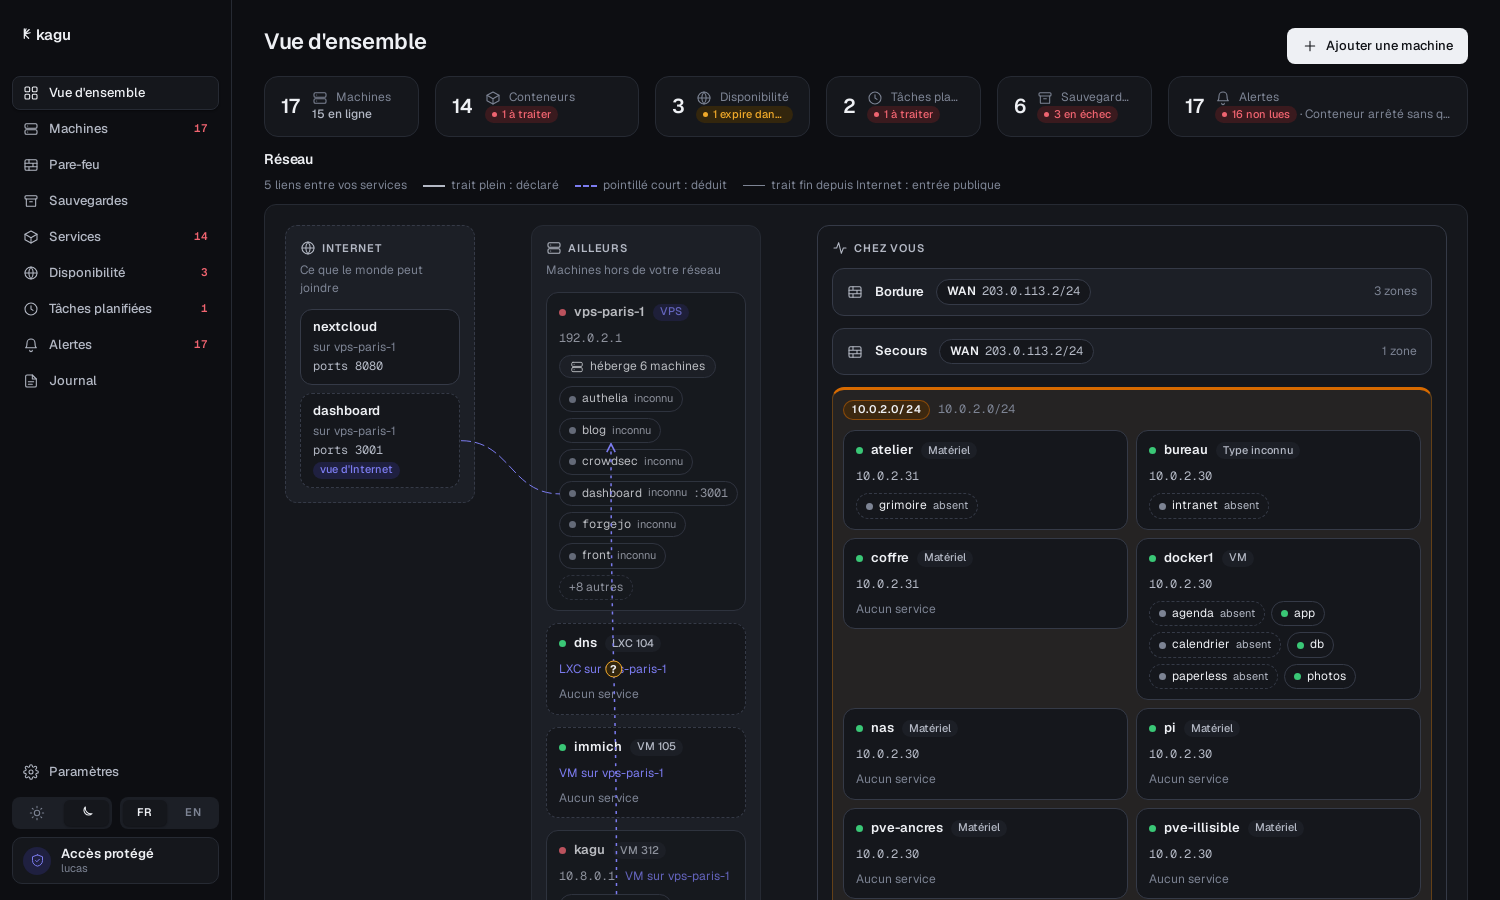 kagu
Vue d'ensemble
Machines 17
Pare-feu
Sauvegardes
Services 14
Disponibilité 3
Tâches planifiées 1
Alertes 17
Journal
Paramètres
FR EN
Accès protégé
lucas
Vue d'ensemble
Ajouter une machine
17 Machines
15 en ligne
14 Conteneurs
1 à traiter
3 Disponibilité
1 expire dan...
2 Tâches pla...
1 à traiter
6 Sauvegard...
3 en échec
17 Alertes
16 non lues · Conteneur arrêté sans q...
Réseau
5 liens entre vos services trait plein : déclaré pointillé court : déduit trait fin depuis Internet : entrée publique
INTERNET
Ce que le monde peut
joindre
nextcloud
sur vps-paris-1
ports 8080
dashboard
sur vps-paris-1
ports 3001
vue d'Internet
AILLEURS
Machines hors de votre réseau
vps-paris-1 VPS
192.0.2.1
héberge 6 machines
authelia inconnu
blog inconnu
crowdsec inconnu
dashboard inconnu :3001
forgejo inconnu
front inconnu
+8 autres
dns LXC 104
LXC sur ?s-paris-1
Aucun service
immich VM 105
VM sur vps-paris-1
Aucun service
kagu VM 312
10.8.0.1 VM sur vps-paris-1
CHEZ VOUS
Bordure WAN 203.0.113.2/24 3 zones
Secours WAN 203.0.113.2/24 1 zone
10.0.2.0/24 10.0.2.0/24
atelier Matériel
10.0.2.31
grimoire absent
bureau Type inconnu
10.0.2.30
intranet absent
coffre Matériel
10.0.2.31
Aucun service
docker1 VM
10.0.2.30
agenda absent app
calendrier absent db
paperless absent photos
nas Matériel
10.0.2.30
Aucun service
pi Matériel
10.0.2.30
Aucun service
pve-ancres Matériel
10.0.2.30
Aucun service
pve-illisible Matériel
10.0.2.30
Aucun service